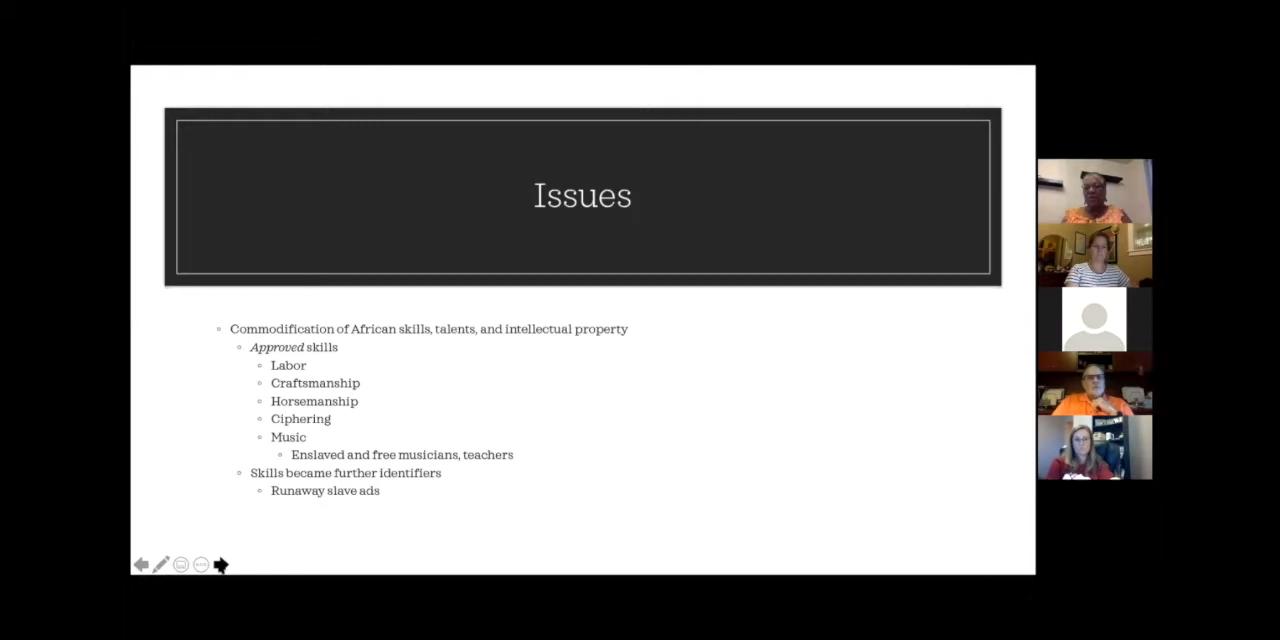 Issues
Commodification of African skills, talents, and intellectual property
Approved skills
Labor
Craftsmanship
Horsemanship
Ciphering
Music
Enslaved and free musicians, teachers
Skills became further identifiers
Runaway slave ads